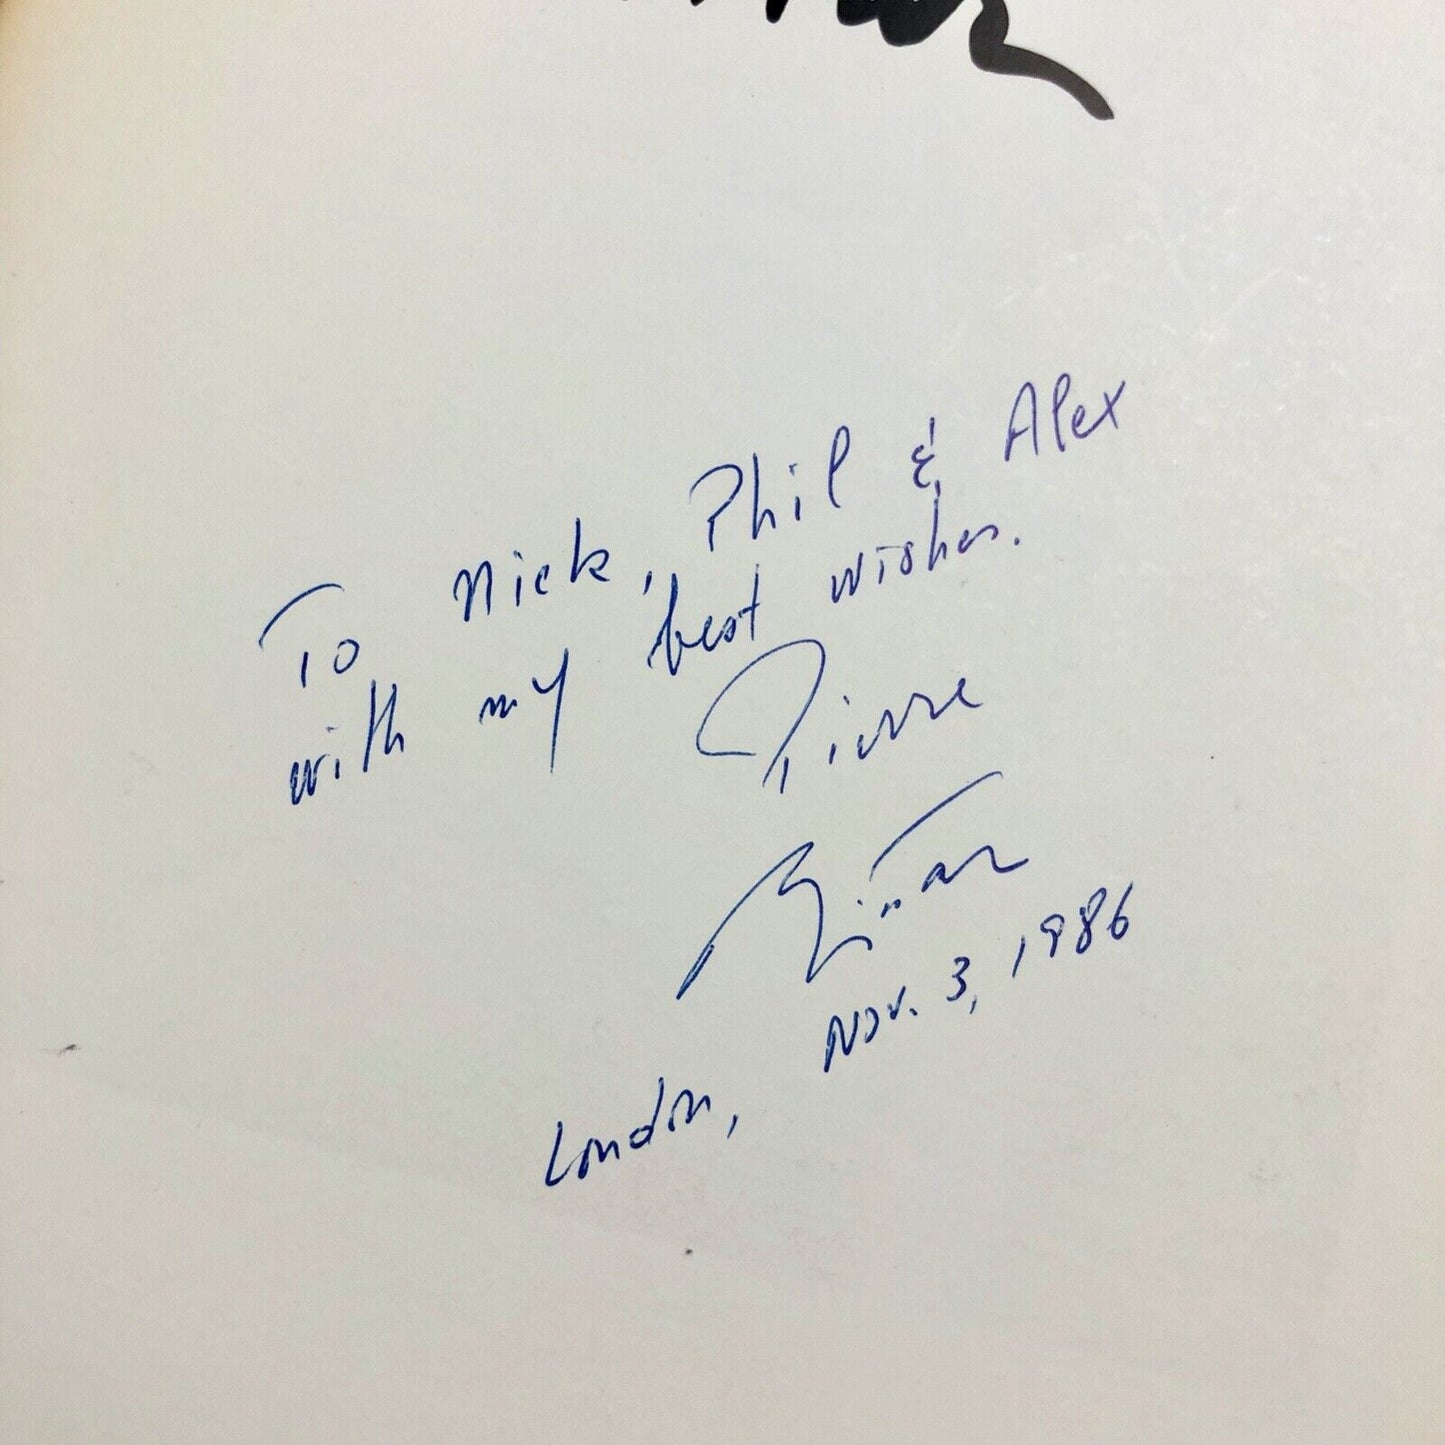 To Nick, Phil & Alex
with my best wishes.
Pierre
London, Nov. 3, 1986